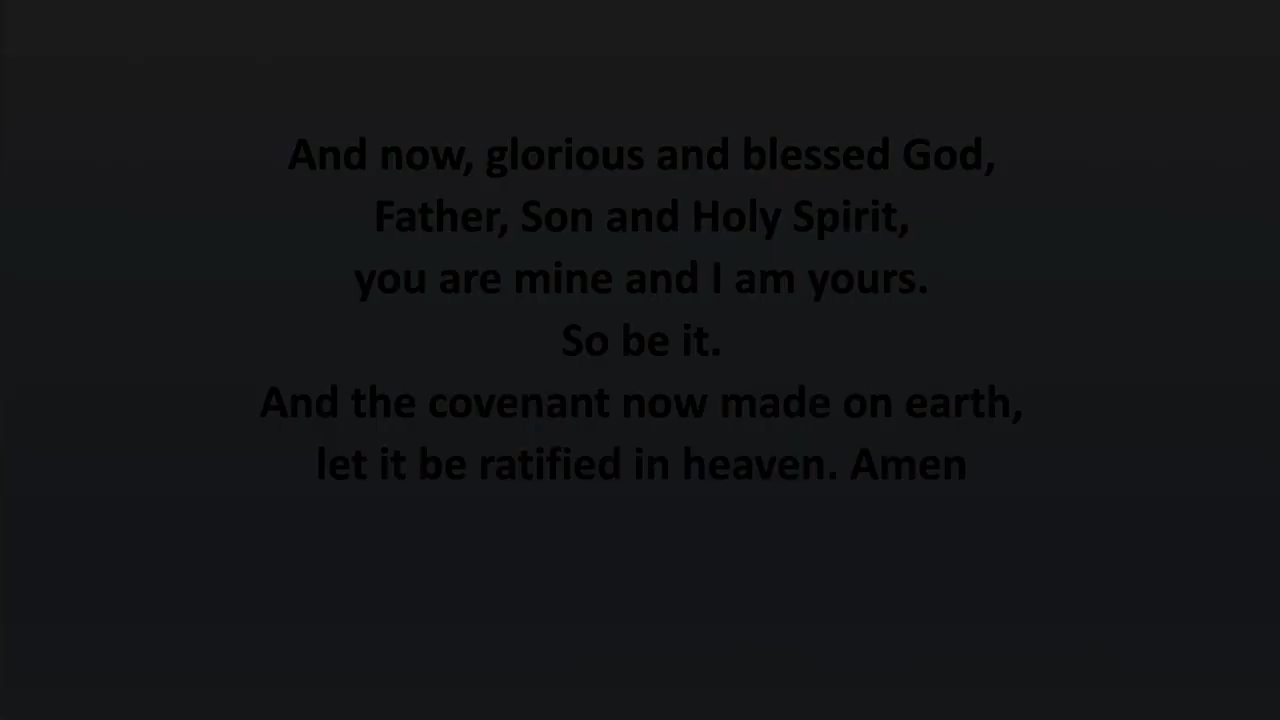 And now, glorious and blessed God,
Father, Son and Holy Spirit,
you are mine and I am yours.
So be it.
And the covenant now made on earth,
let it be ratified in heaven. Amen